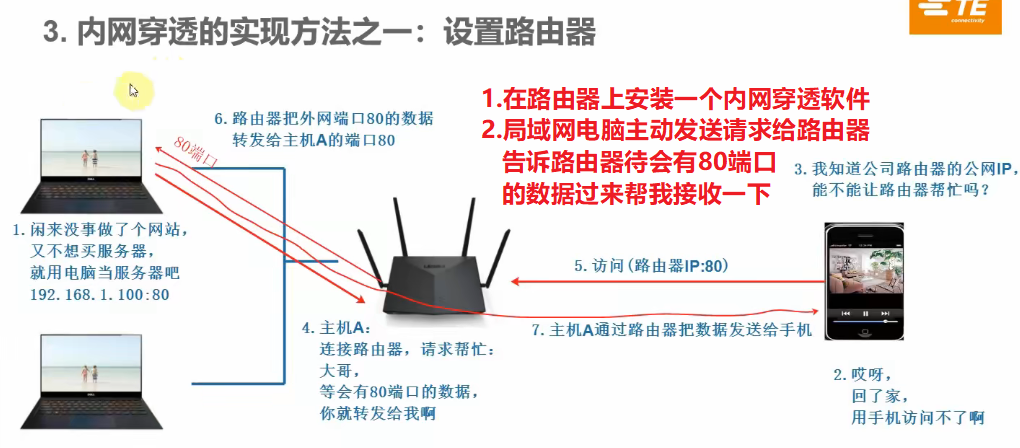 3. 内网穿透的实现方法之一：设置路由器
TE
connectivity
6.路由器把外网端口80的数据
转发给主机A的端口80
80端口
1.在路由器上安装一个内网穿透软件
2.局域网电脑主动发送请求给路由器
告诉路由器待会有80端口
的数据过来帮我接收一下
3.我知道公司路由器的公网IP,
能不能让路由器帮忙吗？
1.闲来没事做了个网站，
又不想买服务器，
就用电脑当服务器吧
192.168.1.100:80
5.访问(路由器IP:80)
4.主机A：
连接路由器，请求帮忙：
大哥，
等会有80端口的数据，
你就转发给我啊
7.主机A通过路由器把数据发送给手机
2.哎呀，
回了家，
用手机访问不了啊